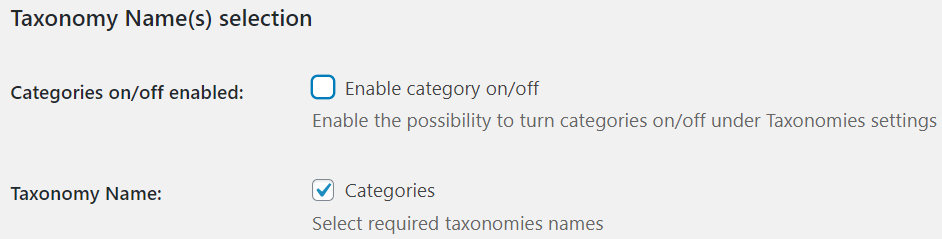 Taxonomy Name(s) selection
Categories on/off enabled: Enable category on/off
Enable the possibility to turn categories on/off under Taxonomies settings
Taxonomy Name: Categories
Select required taxonomies names